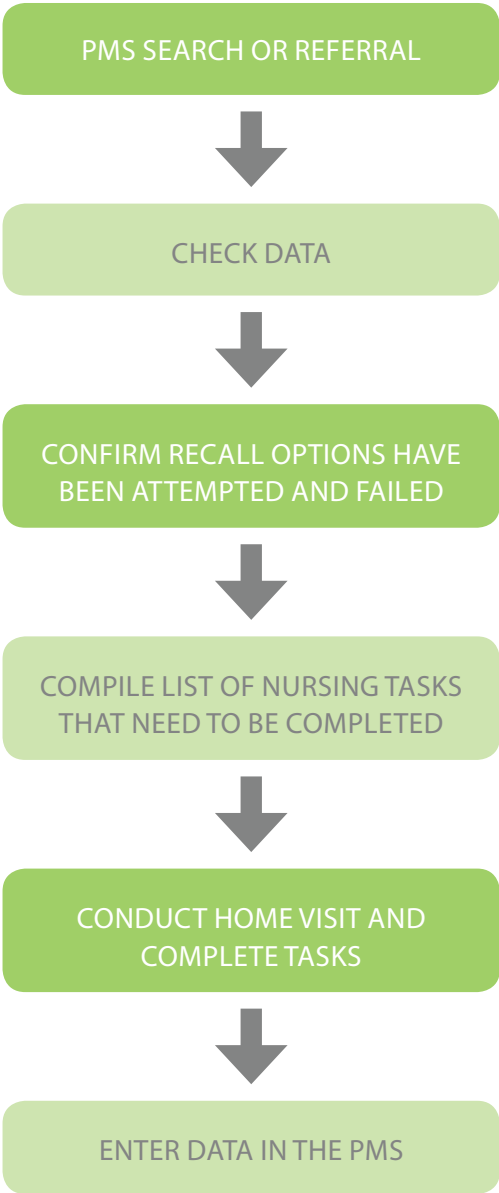 PMS SEARCH OR REFERRAL
CHECK DATA
CONFIRM RECALL OPTIONS HAVE
BEEN ATTEMPTED AND FAILED
COMPILE LIST OF NURSING TASKS
THAT NEED TO BE COMPLETED
CONDUCT HOME VISIT AND
COMPLETE TASKS
ENTER DATA IN THE PMS